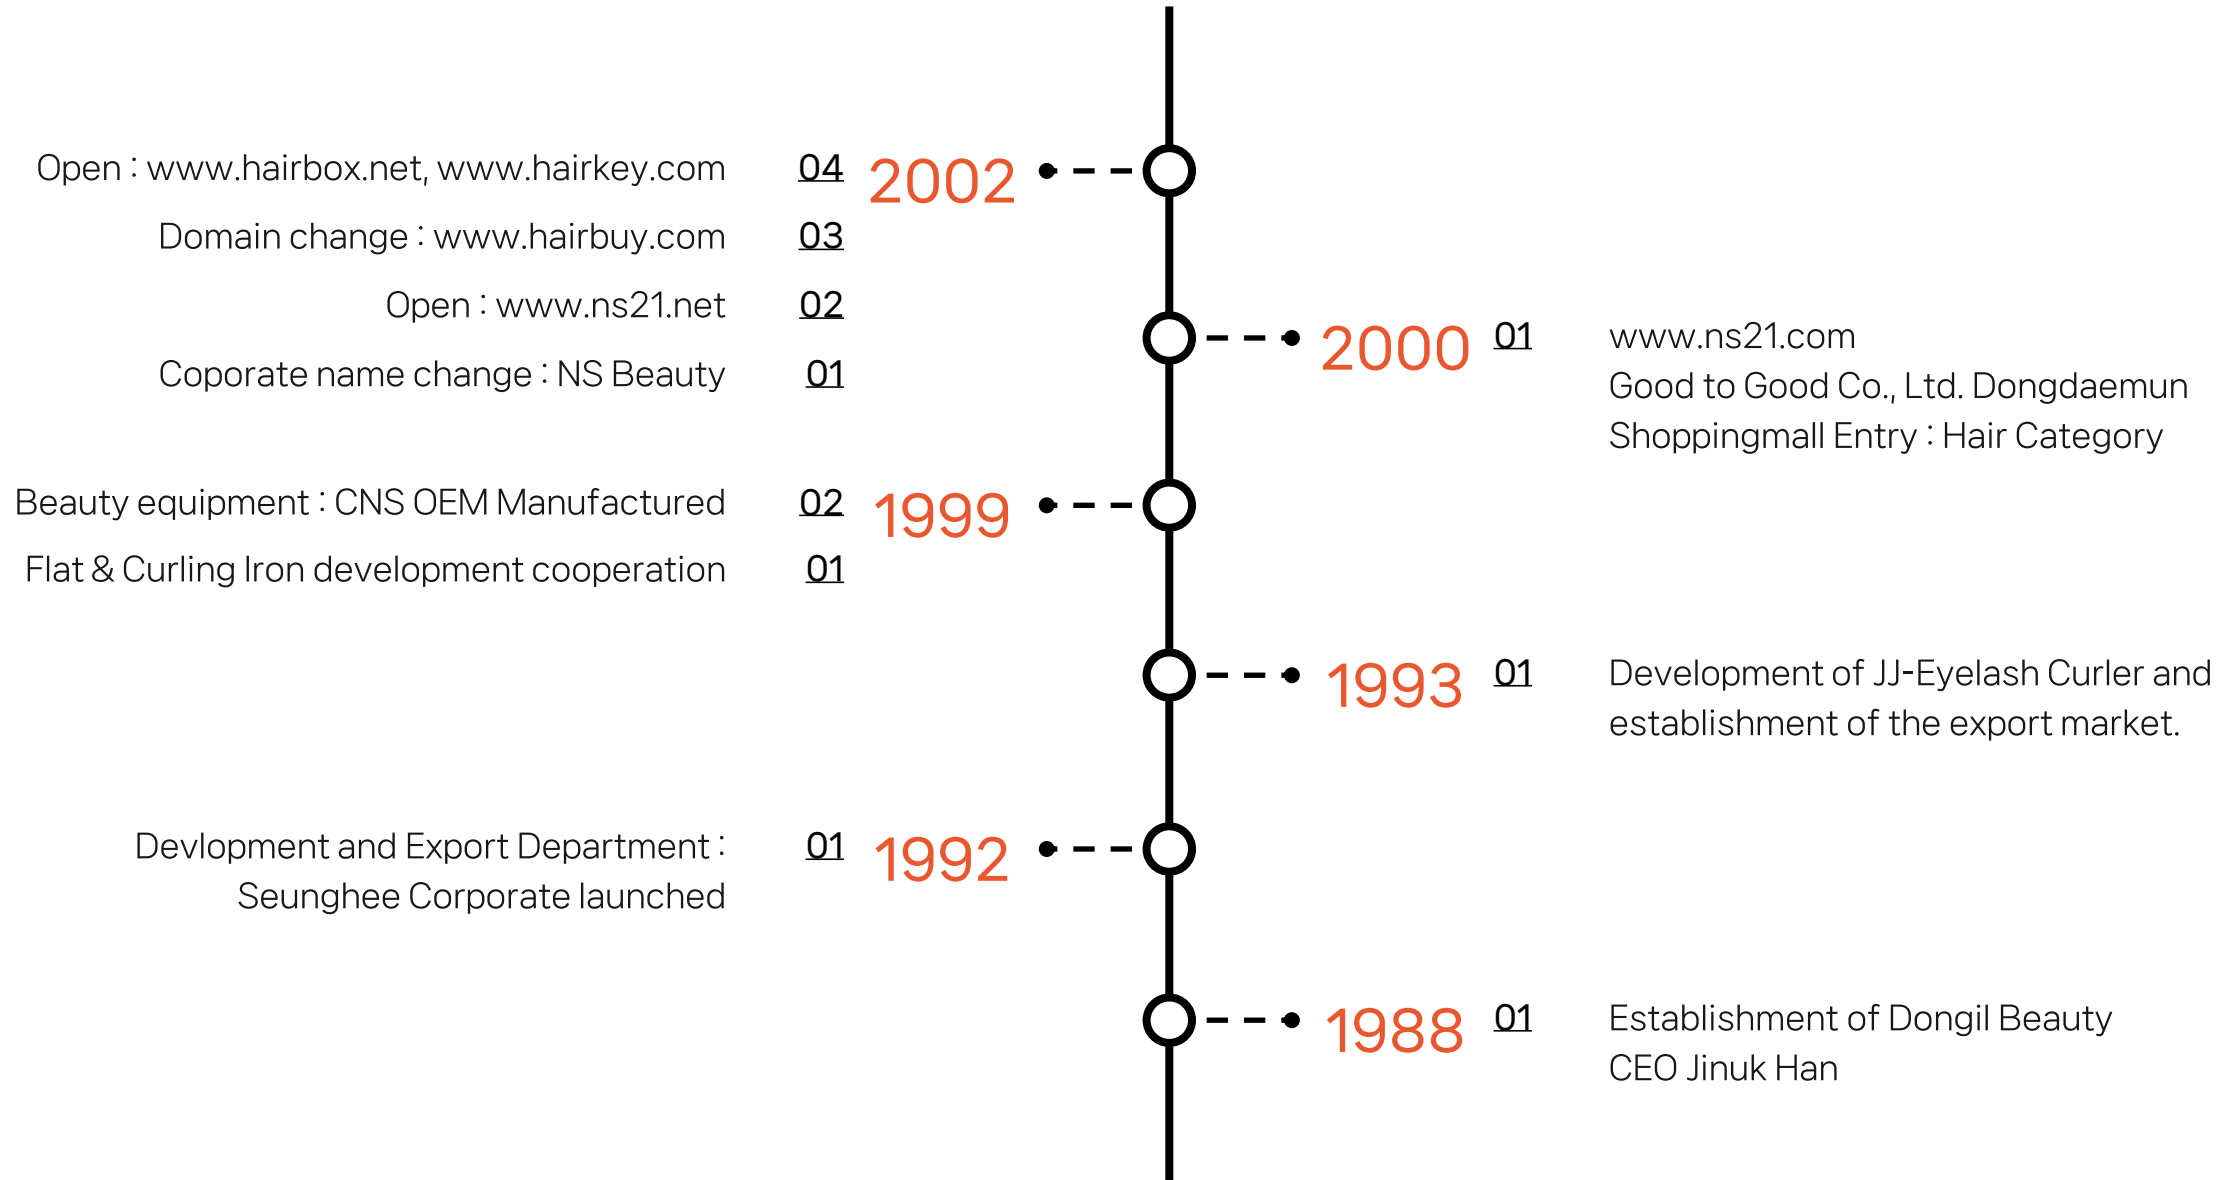 Open : www.hairbox.net, www.hairkey.com 04 2002
Domain change : www.hairbuy.com 03
Open : www.ns21.net 02
Coporate name change : NS Beauty 01
2000 01 www.ns21.com
Good to Good Co., Ltd. Dongdaemun
Shoppingmall Entry : Hair Category
Beauty equipment : CNS OEM Manufactured 02 1999
Flat & Curling Iron development cooperation 01
1993 01 Development of JJ-Eyelash Curler and
establishment of the export market.
Devlopment and Export Department : 01 1992
Seunghee Corporate launched
1988 01 Establishment of Dongil Beauty
CEO Jinuk Han